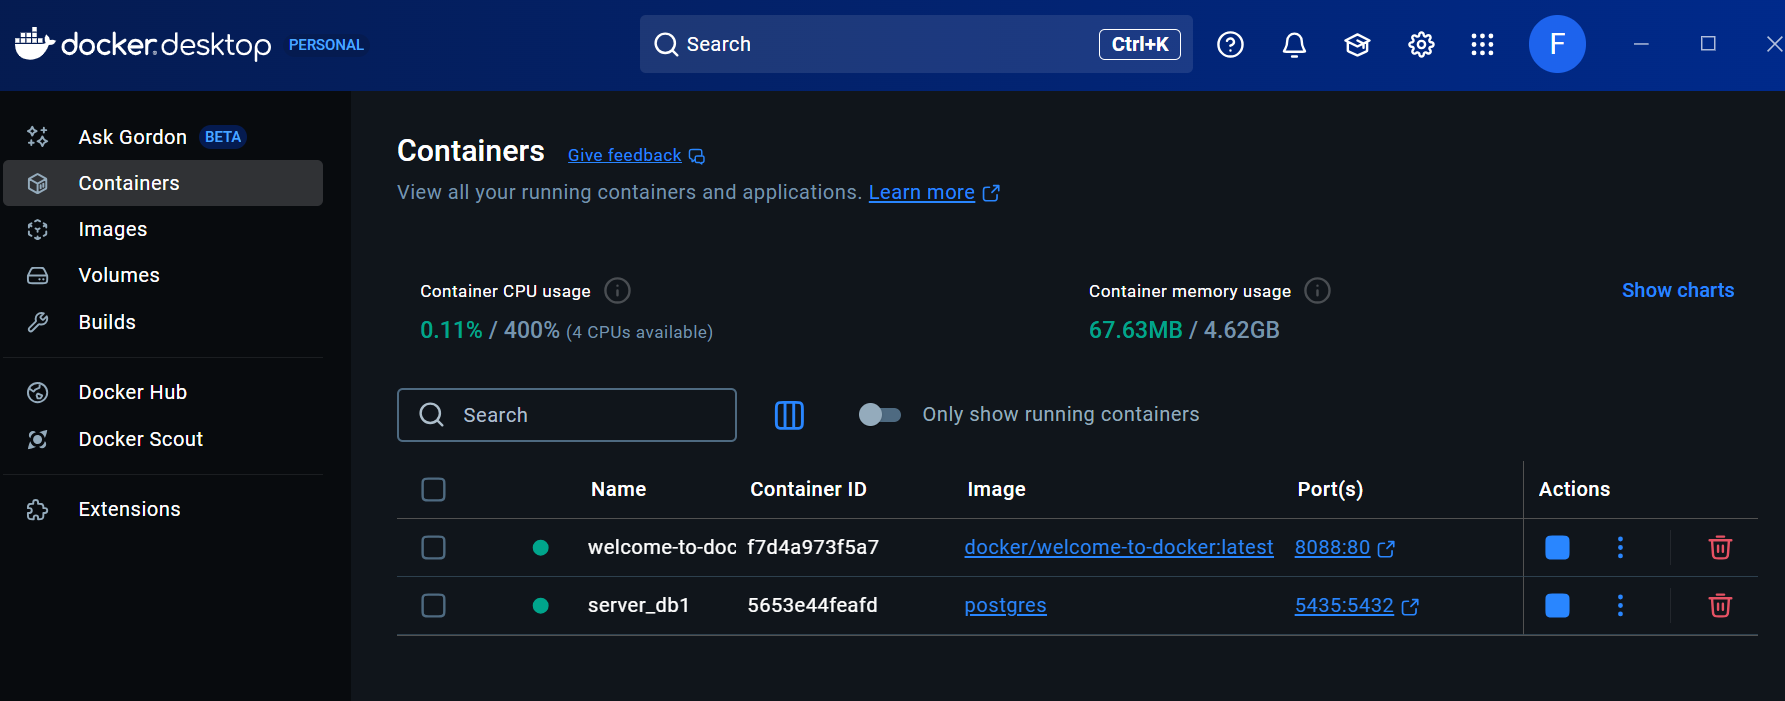 docker.desktop PERSONAL
Search Ctrl+K
F
Ask Gordon BETA
Containers
Images
Volumes
Builds
Docker Hub
Docker Scout
Extensions
Containers Give feedback
View all your running containers and applications. Learn more
Container CPU usage
0.11% / 400% (4 CPUs available)
Container memory usage
67.63MB / 4.62GB
Show charts
Search
Only show running containers
Name Container ID Image Port(s) Actions
welcome-to-doc f7d4a973f5a7 docker/welcome-to-docker:latest 8088:80
server_db1 5653e44feafd postgres 5435:5432